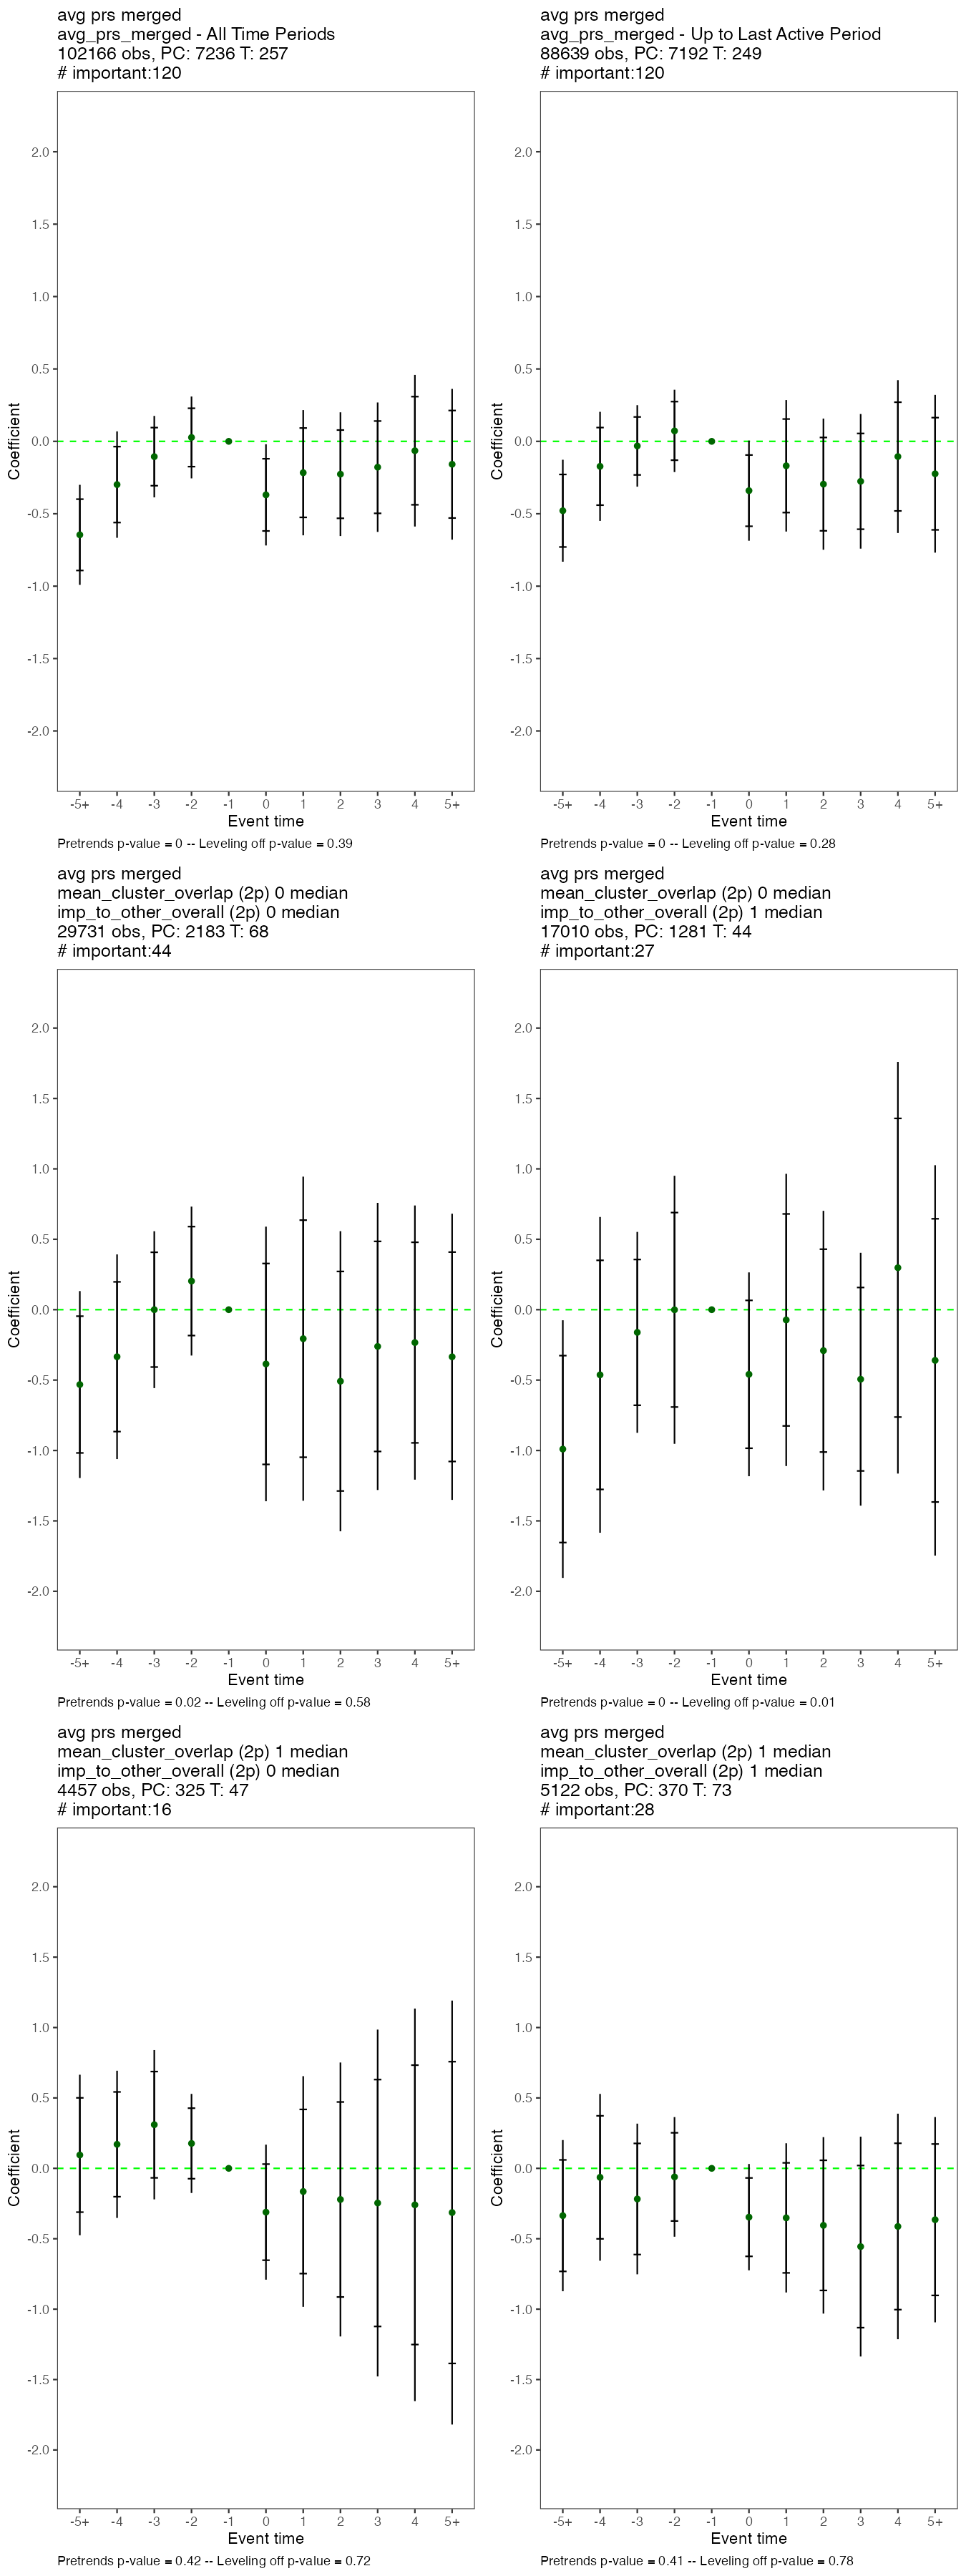 avg prs merged
avg_prs_merged - All Time Periods
102166 obs, PC: 7236 T: 257
# important:120
2.0
1.5
1.0
0.5
0.0
-0.5
-1.0
-1.5
-2.0
Coefficient
-5+ -4 -3 -2 -1 0 1 2 3 4 5+
Event time
Pretrends p-value = 0 -- Leveling off p-value = 0.39
avg prs merged
avg_prs_merged - Up to Last Active Period
88639 obs, PC: 7192 T: 249
# important:120
2.0
1.5
1.0
0.5
0.0
-0.5
-1.0
-1.5
-2.0
Coefficient
-5+ -4 -3 -2 -1 0 1 2 3 4 5+
Event time
Pretrends p-value = 0 -- Leveling off p-value = 0.28
avg prs merged
mean_cluster_overlap (2p) 0 median
imp_to_other_overall (2p) 0 median
29731 obs, PC: 2183 T: 68
# important:44
2.0
1.5
1.0
0.5
0.0
-0.5
-1.0
-1.5
-2.0
Coefficient
-5+ -4 -3 -2 -1 0 1 2 3 4 5+
Event time
Pretrends p-value = 0.02 -- Leveling off p-value = 0.58
avg prs merged
mean_cluster_overlap (2p) 0 median
imp_to_other_overall (2p) 1 median
17010 obs, PC: 1281 T: 44
# important:27
2.0
1.5
1.0
0.5
0.0
-0.5
-1.0
-1.5
-2.0
Coefficient
-5+ -4 -3 -2 -1 0 1 2 3 4 5+
Event time
Pretrends p-value = 0 -- Leveling off p-value = 0.01
avg prs merged
mean_cluster_overlap (2p) 1 median
imp_to_other_overall (2p) 0 median
4457 obs, PC: 325 T: 47
# important:16
2.0
1.5
1.0
0.5
0.0
-0.5
-1.0
-1.5
-2.0
Coefficient
-5+ -4 -3 -2 -1 0 1 2 3 4 5+
Event time
Pretrends p-value = 0.42 -- Leveling off p-value = 0.72
avg prs merged
mean_cluster_overlap (2p) 1 median
imp_to_other_overall (2p) 1 median
5122 obs, PC: 370 T: 73
# important:28
2.0
1.5
1.0
0.5
0.0
-0.5
-1.0
-1.5
-2.0
Coefficient
-5+ -4 -3 -2 -1 0 1 2 3 4 5+
Event time
Pretrends p-value = 0.41 -- Leveling off p-value = 0.78